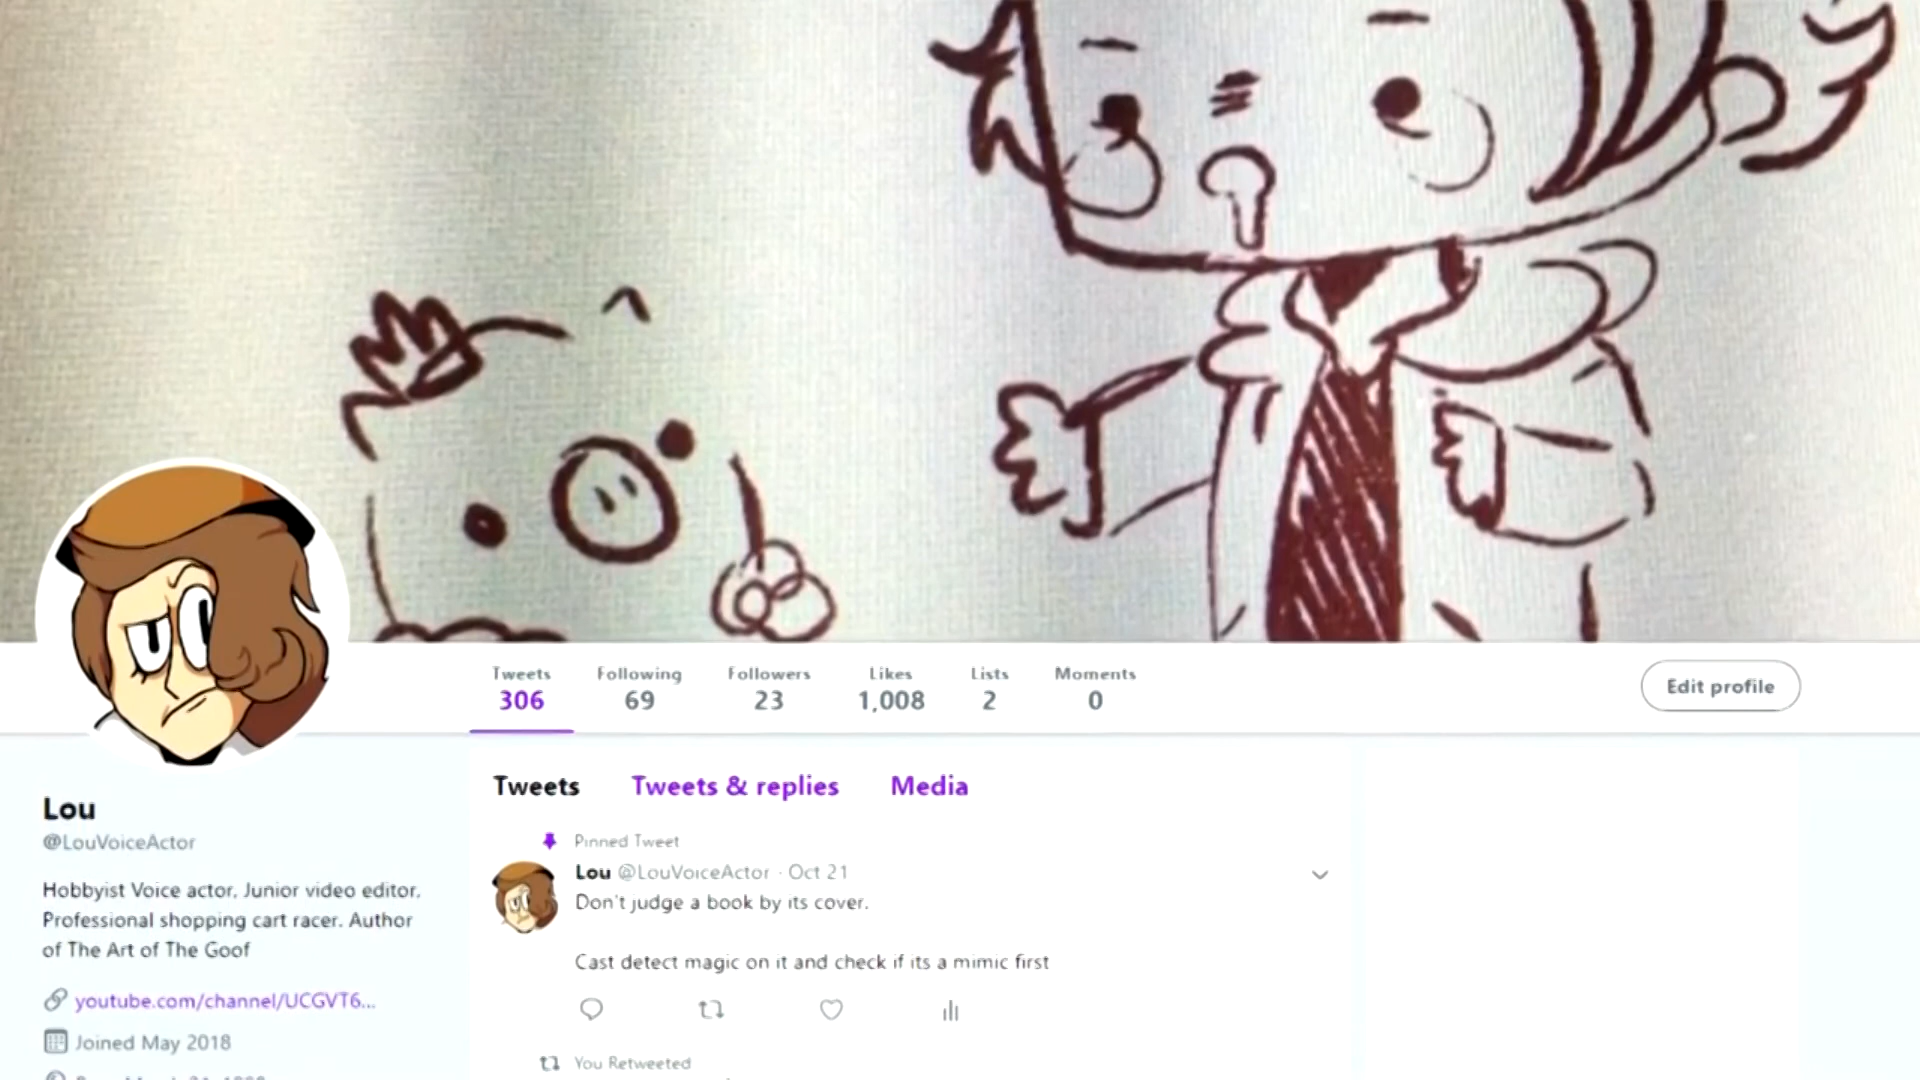 Tweets Following Followers Likes Lists Moments
306 69 23 1,008 2 0
Edit profile
Lou
@LouVoiceActor
Hobbyist Voice actor. Junior video editor.
Professional shopping cart racer. Author
of The Art of The Goof
youtube.com/channel/UCGVT6...
Joined May 2018
Tweets Tweets & replies Media
Pinned Tweet
Lou @LouVoiceActor · Oct 21
Don't judge a book by its cover.
Cast detect magic on it and check if its a mimic first
You Retweeted